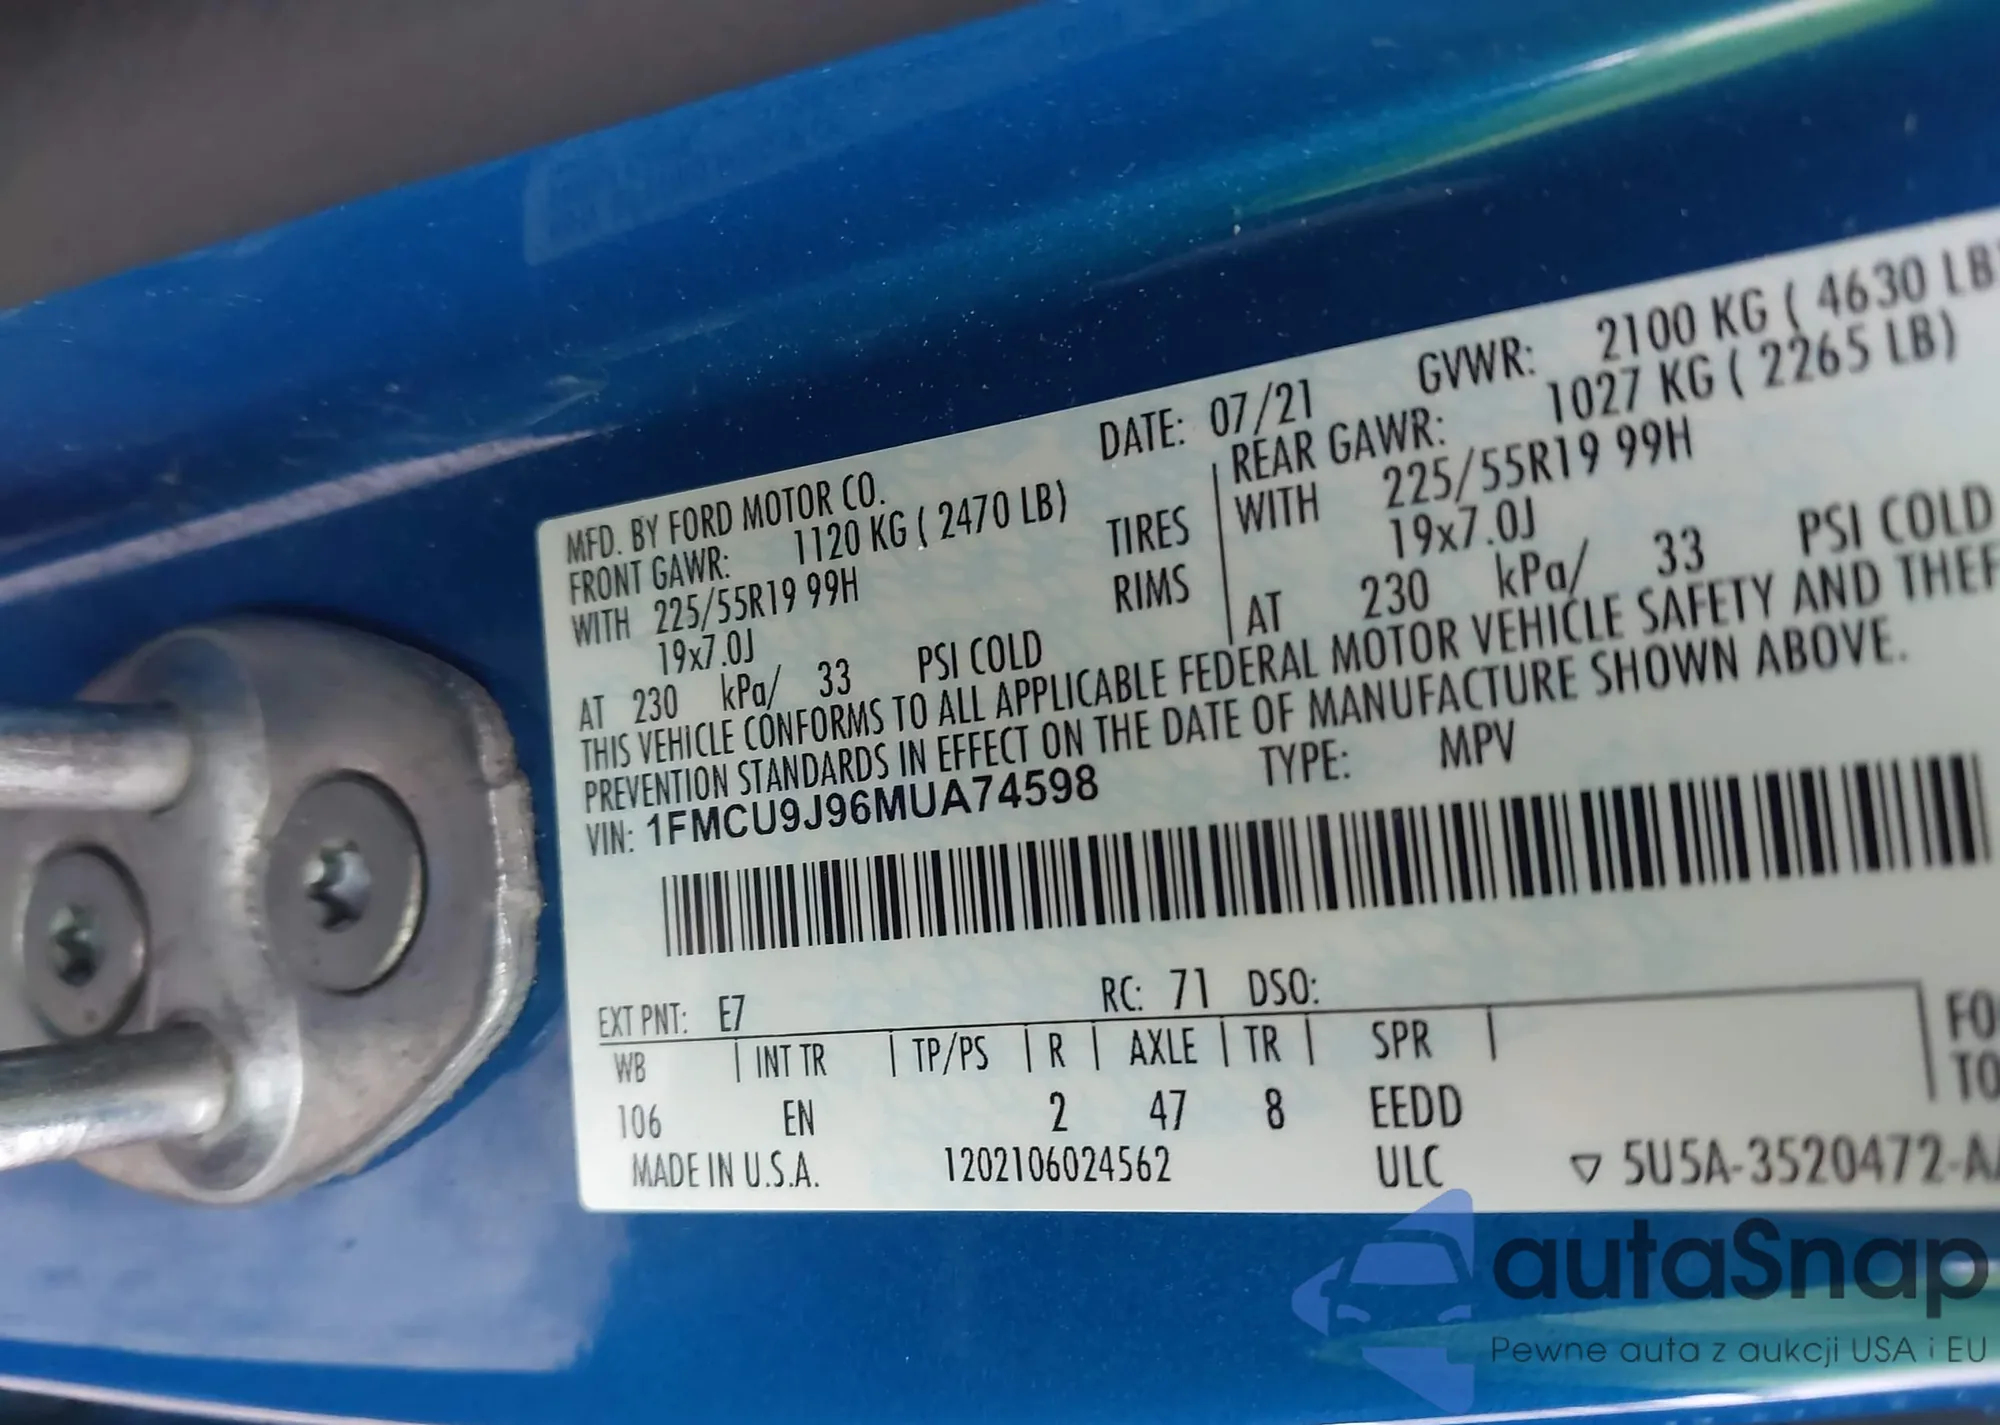 DATE: 07/21 GVWR: 2100 KG ( 4630 LB)
MFD. BY FORD MOTOR CO.
FRONT GAWR: 1120 KG ( 2470 LB) REAR GAWR: 1027 KG ( 2265 LB)
WITH 225/55R19 99H TIRES WITH 225/55R19 99H
19x7.0J RIMS 19x7.0J
AT 230 kPa/ 33 PSI COLD AT 230 kPa/ 33 PSI COLD
THIS VEHICLE CONFORMS TO ALL APPLICABLE FEDERAL MOTOR VEHICLE SAFETY AND THEF
PREVENTION STANDARDS IN EFFECT ON THE DATE OF MANUFACTURE SHOWN ABOVE.
VIN: 1FMCU9J96MUA74598 TYPE: MPV
EXT PNT: E7 RC: 71 DSO:
WB | INT TR | TP/PS | R | AXLE | TR | SPR |
106 EN 2 47 8 EEDD
MADE IN U.S.A. 1202106024562 ULC ▽ 5U5A-3520472-A
autaSnap
Pewne auta z aukcji USA i EU